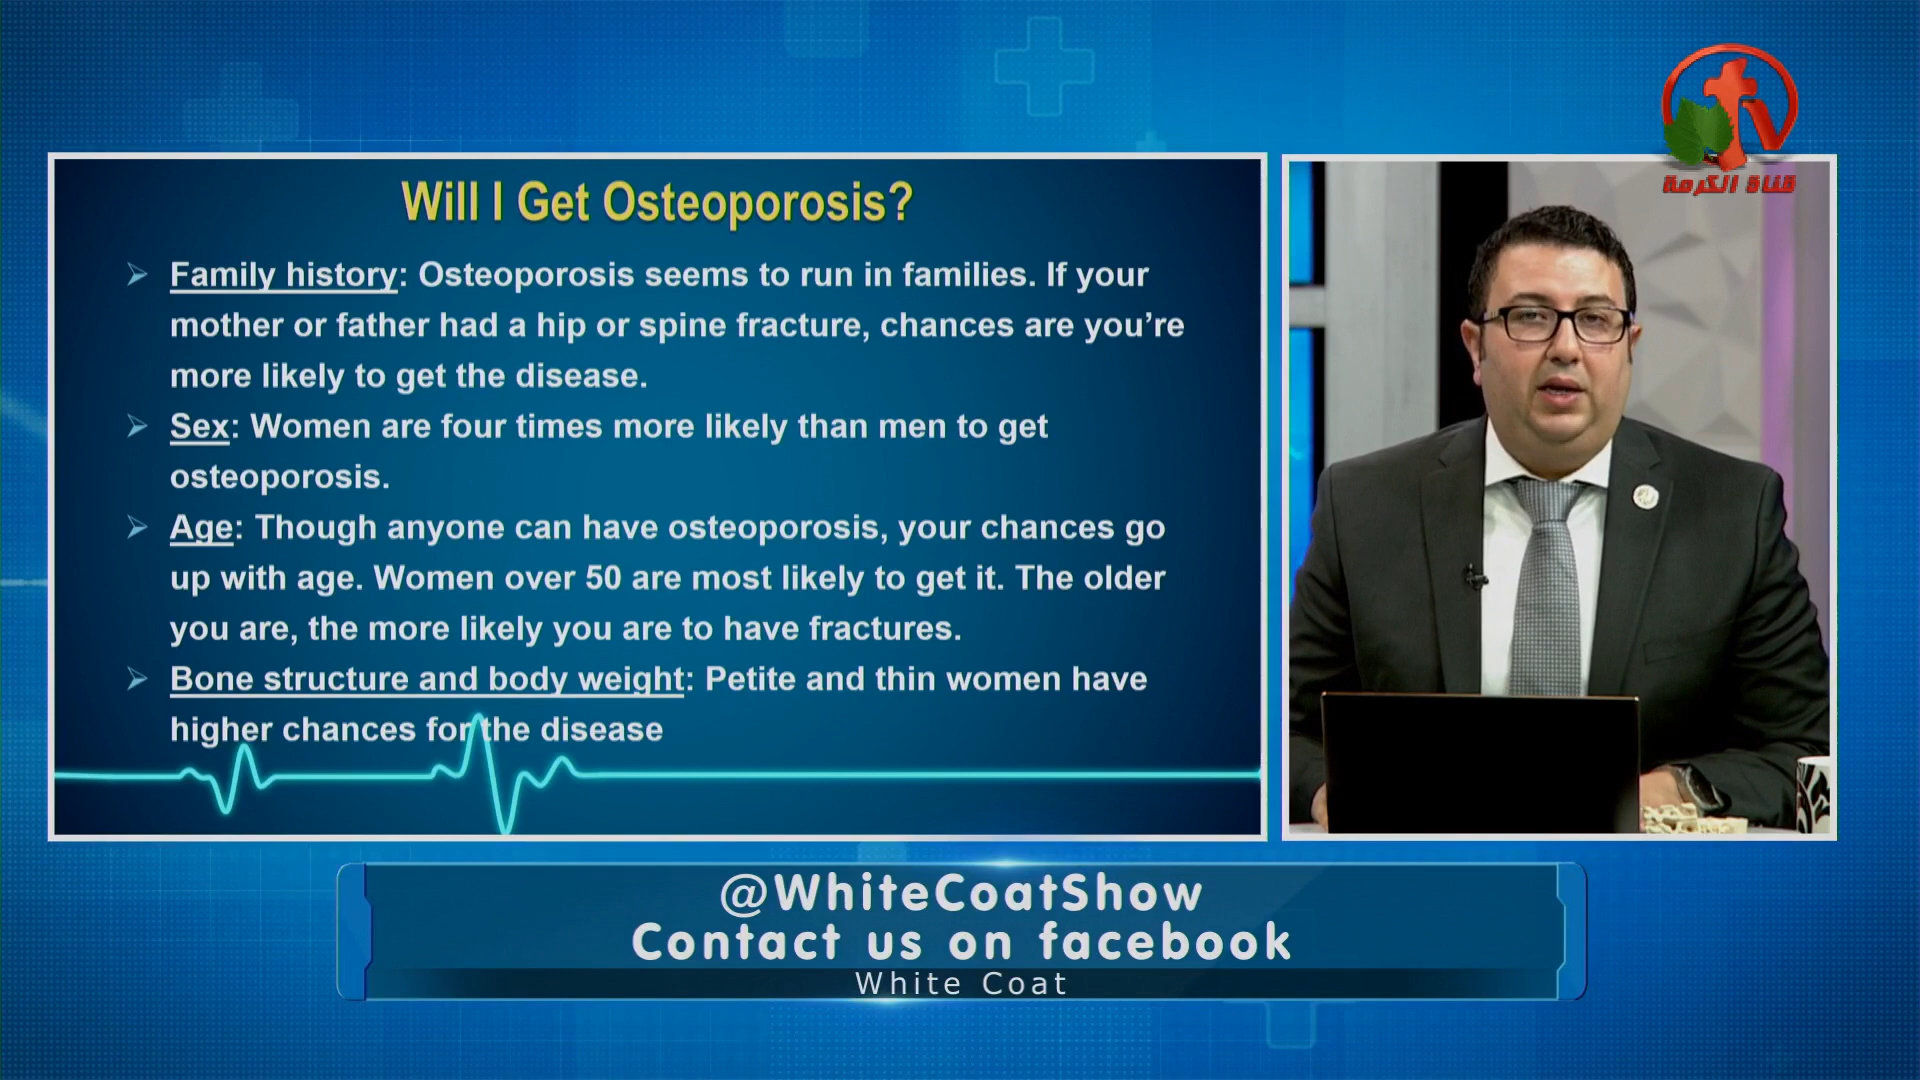 قناة الكرمة
Will I Get Osteoporosis?
➢ Family history: Osteoporosis seems to run in families. If your
mother or father had a hip or spine fracture, chances are you’re
more likely to get the disease.
➢ Sex: Women are four times more likely than men to get
osteoporosis.
➢ Age: Though anyone can have osteoporosis, your chances go
up with age. Women over 50 are most likely to get it. The older
you are, the more likely you are to have fractures.
➢ Bone structure and body weight: Petite and thin women have
higher chances for the disease
@WhiteCoatShow
Contact us on facebook
White Coat